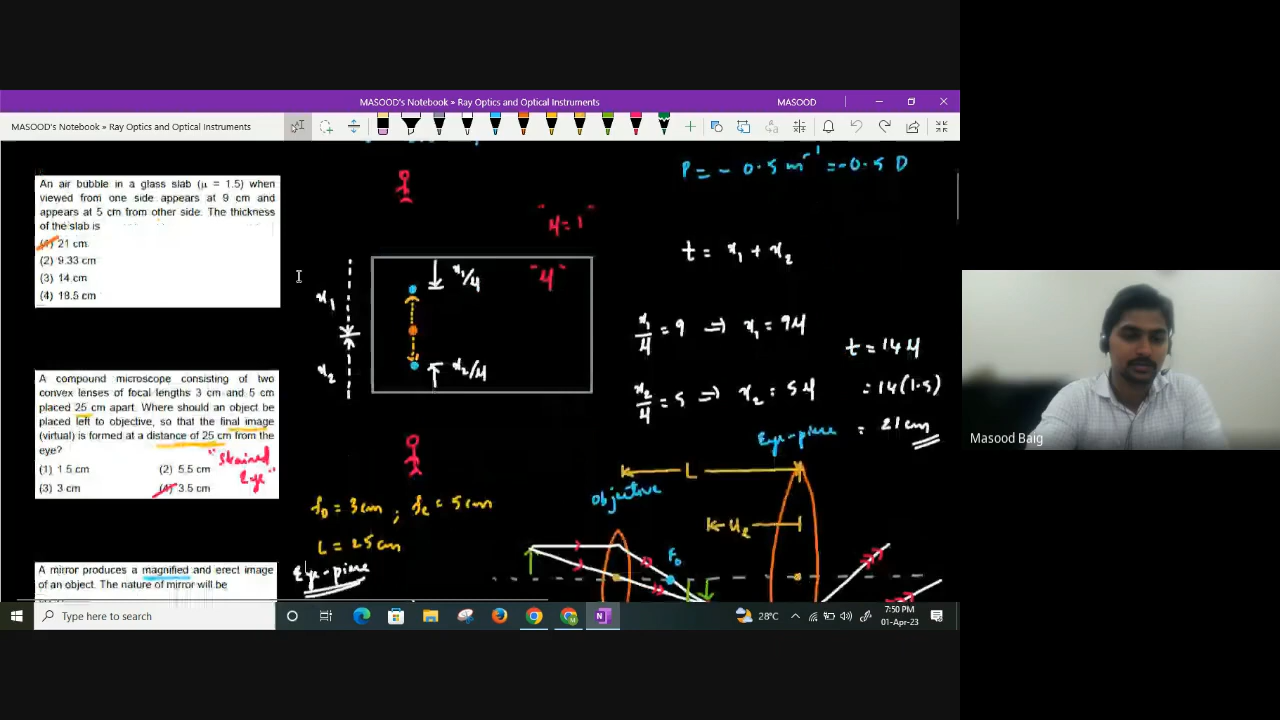 MASOOD's Notebook » Ray Optics and Optical Instruments
MASOOD
MASOOD's Notebook » Ray Optics and Optical Instruments
P = - 0.5 m⁻¹ = -0.5 D
An air bubble in a glass slab (μ = 1.5) when
viewed from one side appears at 9 cm and
appears at 5 cm from other side. The thickness
of the slab is
(1) 21 cm
(2) 9.33 cm
(3) 14 cm
(4) 18.5 cm
"μ=1"
"μ"
x₁/μ
x₁
x₂
x₂/μ
t = x₁ + x₂
x₁/μ = 9 ⇒ x₁ = 9μ
x₂/μ = 5 ⇒ x₂ = 5μ
t = 14μ
= 14(1.5)
= 21cm
A compound microscope consisting of two
convex lenses of focal lengths 3 cm and 5 cm
placed 25 cm apart. Where should an object be
placed left to objective, so that the final image
(virtual) is formed at a distance of 25 cm from the
eye?
(1) 1.5 cm (2) 5.5 cm
(3) 3 cm (4) 3.5 cm
"Strained
Eye"
f₀ = 3cm ; fe = 5cm
L = 25cm
Eye-piece
Eye-piece
L
Objective
ue
F₀
A mirror produces a magnified and erect image
of an object. The nature of mirror will be
Masood Baig
Type here to search
28°C
7:50 PM
01-Apr-23